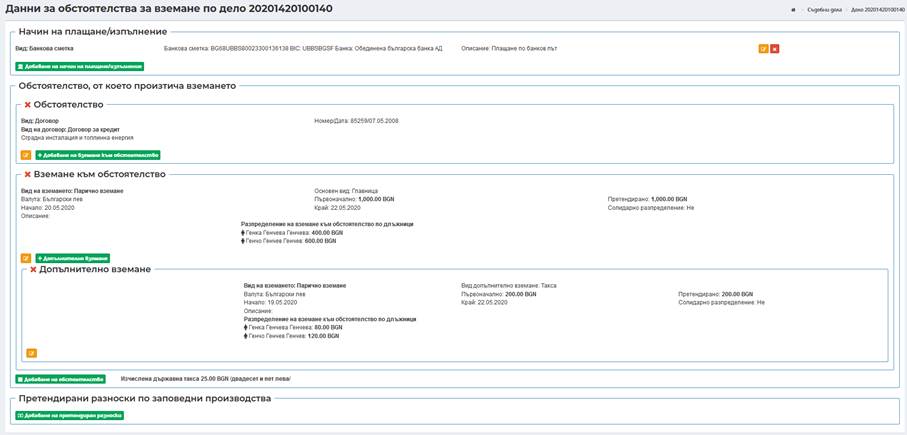 Данни за обстоятелства за вземане по дело 20201420100140
Съдебни дела
Дело 20201420100140
Начин на плащане/изпълнение
Вид: Банкова сметка
Банкова сметка: BG68UBBS80023300136138 BIC: UBBSBGSF Банка: Обединена българска банка АД
Описание: Плащане по банков път
Добавяне на начин на плащане/изпълнение
Обстоятелство, от което произтича вземането
Обстоятелство
Вид: Договор
Номер/Дата: 85259/07.05.2008
Вид на договор: Договор за кредит
Сградна инсталация и топлинна енергия
+ Добавяне на вземане към обстоятелство
Вземане към обстоятелство
Вид на вземането: Парично вземане
Основен вид: Главница
Валута: Български лев
Първоначално: 1,000.00 BGN
Претендирано: 1,000.00 BGN
Начало: 20.05.2020
Край: 22.05.2020
Солидарно разпределение: Не
Описание:
Разпределение на вземане към обстоятелство по длъжници
Генка Генчева Генчева: 400.00 BGN
Генчо Генчев Генчев: 600.00 BGN
+ Допълнително вземане
Допълнително вземане
Вид на вземането: Парично вземане
Вид допълнително вземане: Такса
Валута: Български лев
Първоначално: 200.00 BGN
Претендирано: 200.00 BGN
Начало: 19.05.2020
Край: 22.05.2020
Солидарно разпределение: Не
Описание:
Разпределение на вземане към обстоятелство по длъжници
Генка Генчева Генчева: 80.00 BGN
Генчо Генчев Генчев: 120.00 BGN
Добавяне на обстоятелство
Изчислена държавна такса 25.00 BGN (двадесет и пет лева/
Претендирани разноски по заповедни производства
Добавяне на претендирани разноски